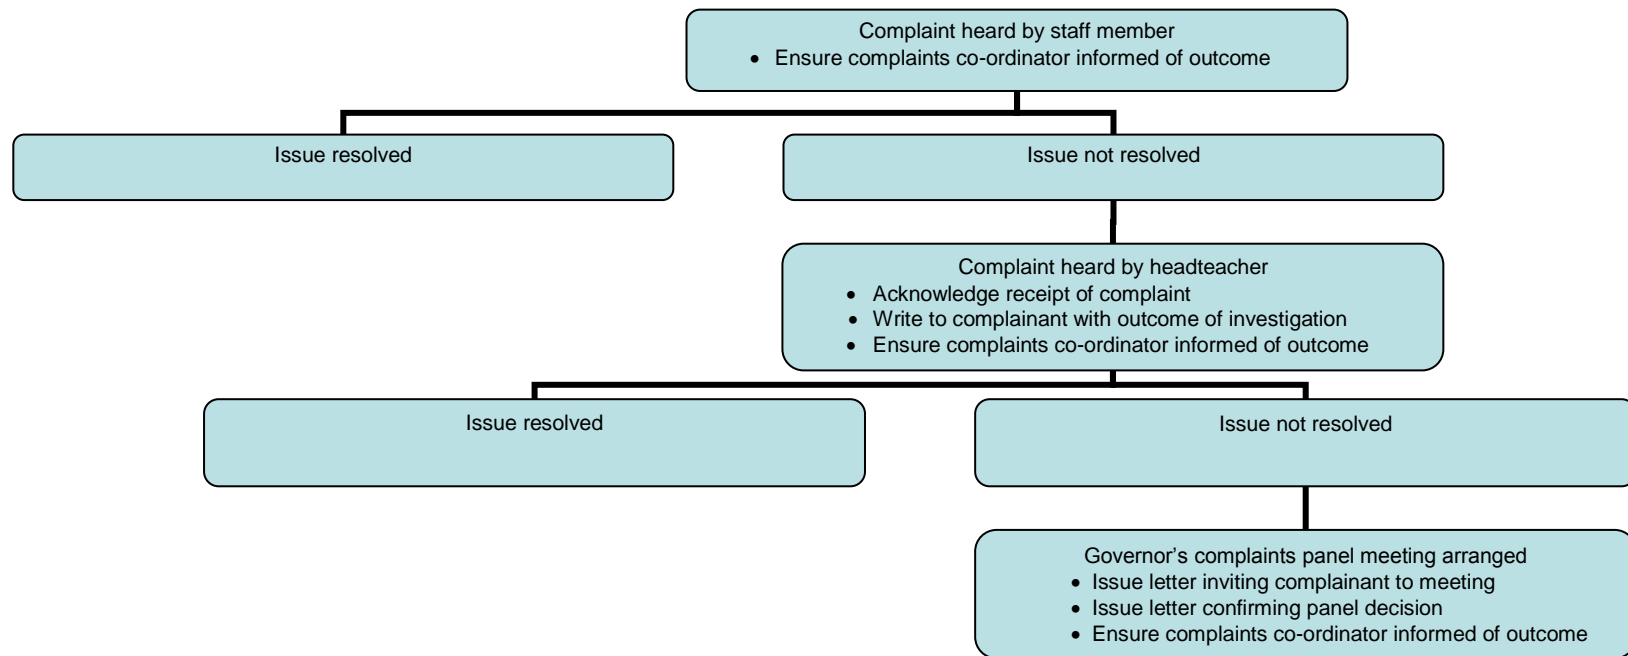 Complaint heard by staff member
• Ensure complaints co-ordinator informed of outcome
Issue resolved
Issue not resolved
Complaint heard by headteacher
• Acknowledge receipt of complaint
• Write to complainant with outcome of investigation
• Ensure complaints co-ordinator informed of outcome
Issue resolved
Issue not resolved
Governor’s complaints panel meeting arranged
• Issue letter inviting complainant to meeting
• Issue letter confirming panel decision
• Ensure complaints co-ordinator informed of outcome